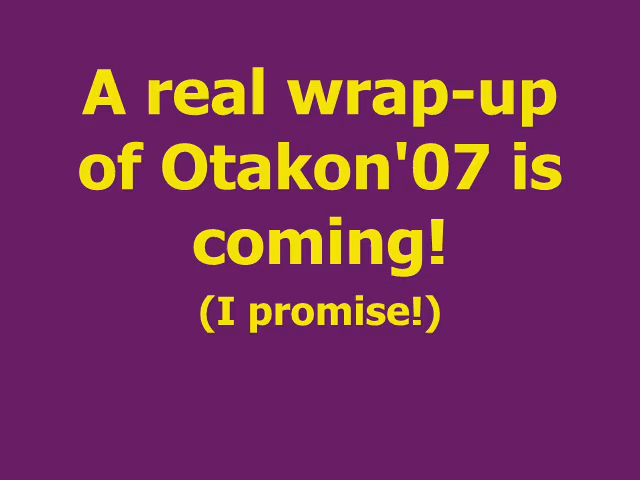 A real wrap-up
of Otakon'07 is
coming!
(I promise!)